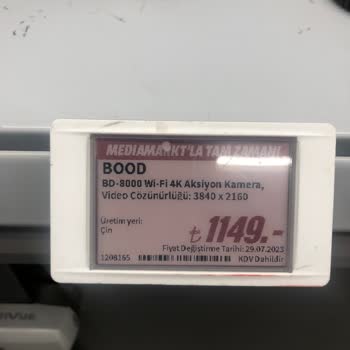 MEDIAMARKT'LA TAM ZAMANI
BOOD
BD-8000 Wi-Fi 4K Aksiyon Kamera,
Video Çözünürlüğü: 3840 x 2160
Üretim yeri:
Çin
₺ 1149.-
Fiyat Değiştirme Tarihi: 29.07.2023
1208165
KDV Dahildir